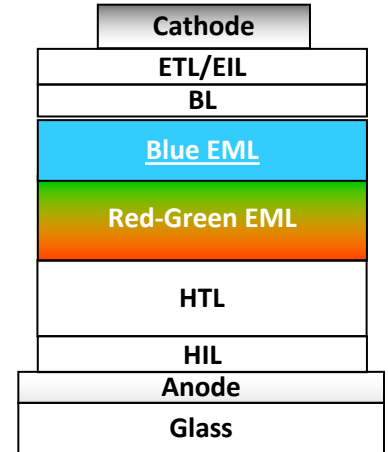 Cathode
ETL/EIL
BL
Blue EML
Red-Green EML
HTL
HIL
Anode
Glass